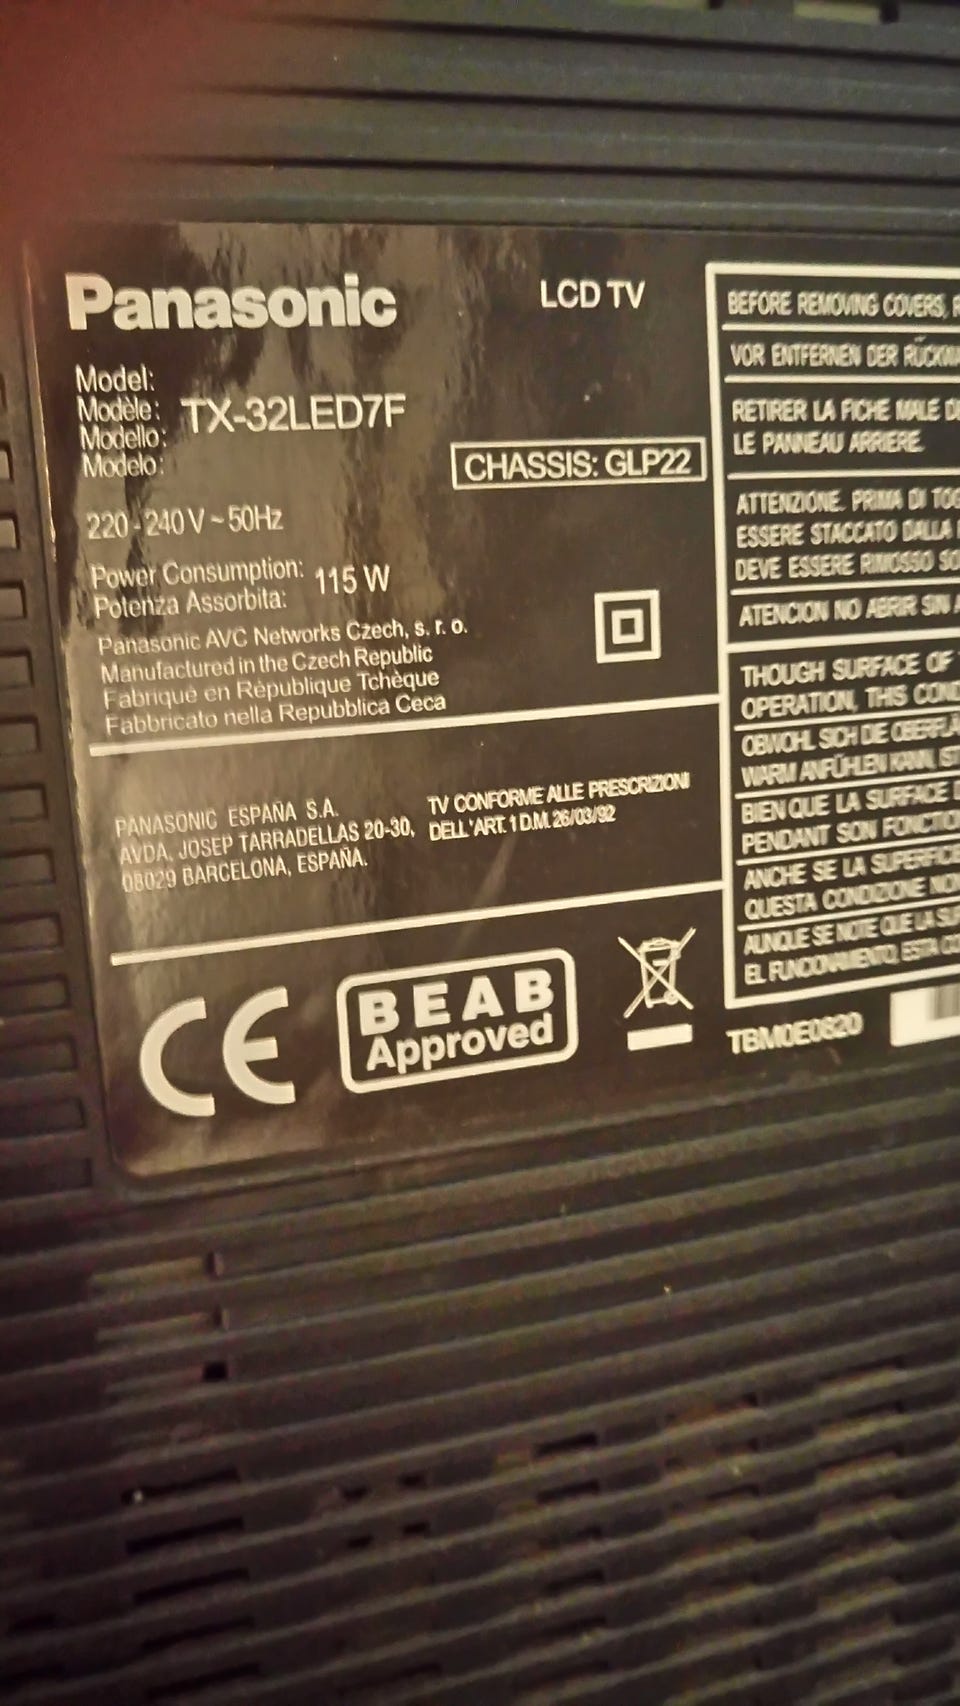 Panasonic
LCD TV
Model:
Modèle: TX-32LED7F
Modello:
Modelo:
CHASSIS: GLP22
220-240V ~ 50Hz
Power Consumption: 115 W
Potenza Assorbita:
Panasonic AVC Networks Czech, s. r. o.
Manufactured in the Czech Republic
Fabriqué en République Tchèque
Fabbricato nella Repubblica Ceca
PANASONIC ESPAÑA S.A.
AVDA. JOSEP TARRADELLAS 20-30,
08029 BARCELONA, ESPAÑA.
TV CONFORME ALLE PRESCRIZIONI
DELL'ART. 1 D.M. 26/03/92
CE
BEAB
Approved
BEFORE REMOVING COVERS,
VOR ENTFERNEN DER
RETIRER LA FICHE MALE
LE PANNEAU ARRIERE.
ATTENZIONE. PRIMA DI
ESSERE STACCATO DALLA
DEVE ESSERE RIMOSSO
ATENCION NO ABRIR SIN
THOUGH SURFACE OF
OPERATION, THIS
OBWOHL SICH DIE
WARM ANFÜHLEN KANN,
BIEN QUE LA SURFACE
PENDANT SON
ANCHE SE LA
QUESTA CONDIZIONE
AUNQUE SE NOTE QUE LA
EL FUNCIONAMIENTO, ESTA
TBM0E0820